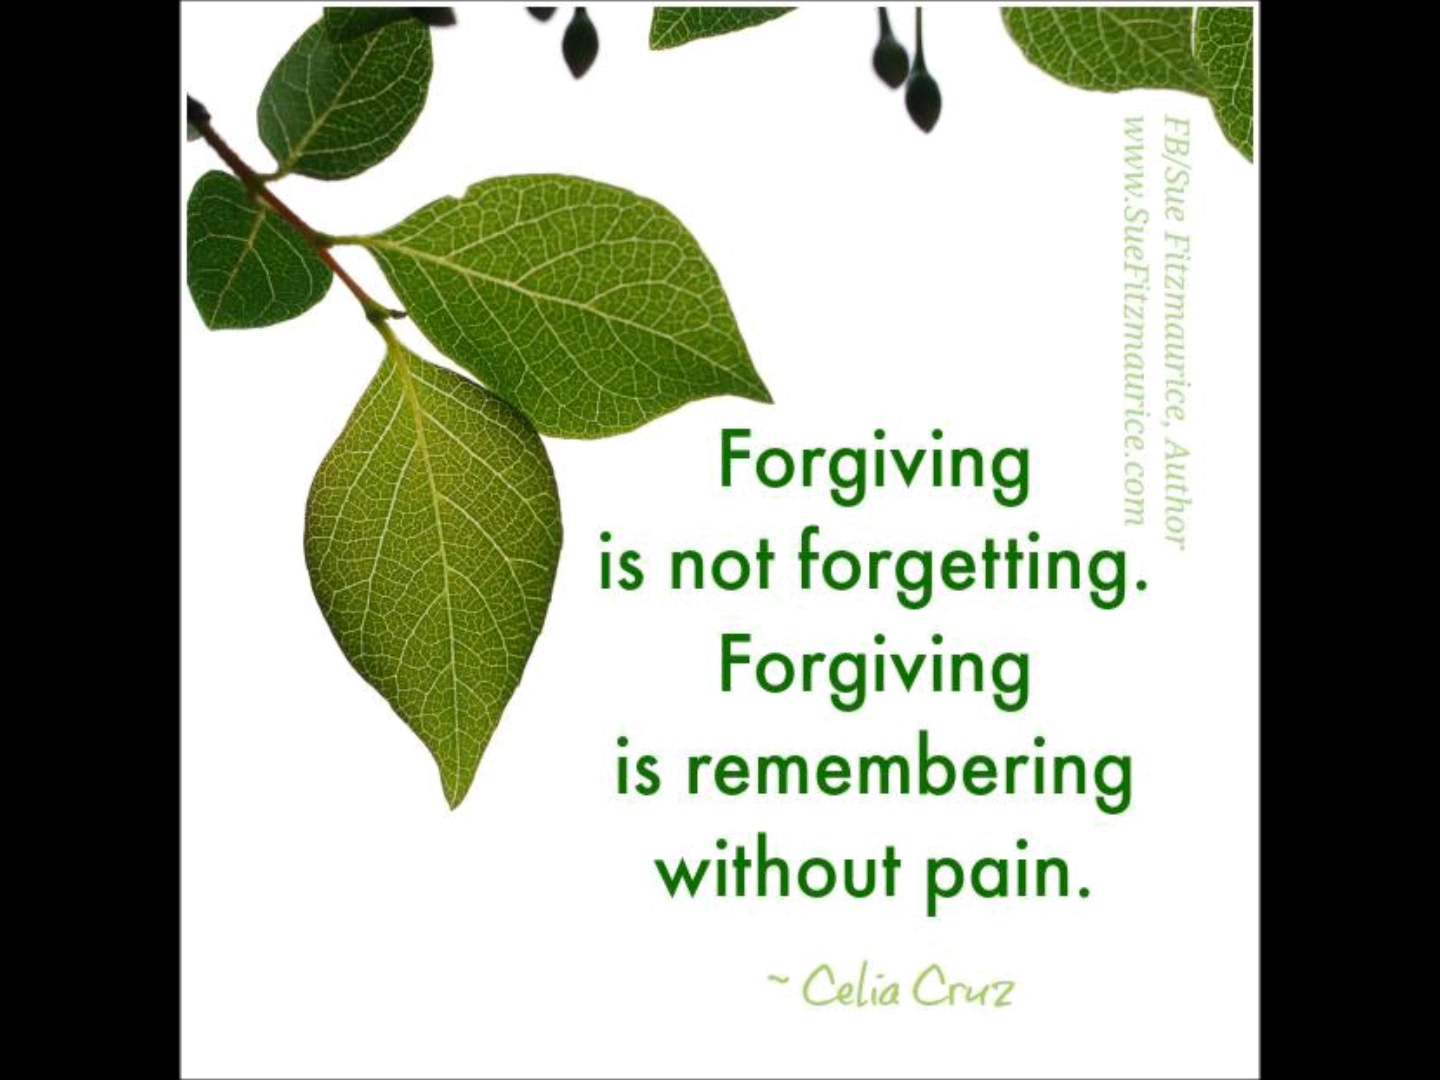 Forgiving
is not forgetting.
Forgiving
is remembering
without pain.
~ Celia Cruz
FB/Sue Fitzmaurice, Author
www.SueFitzmaurice.com